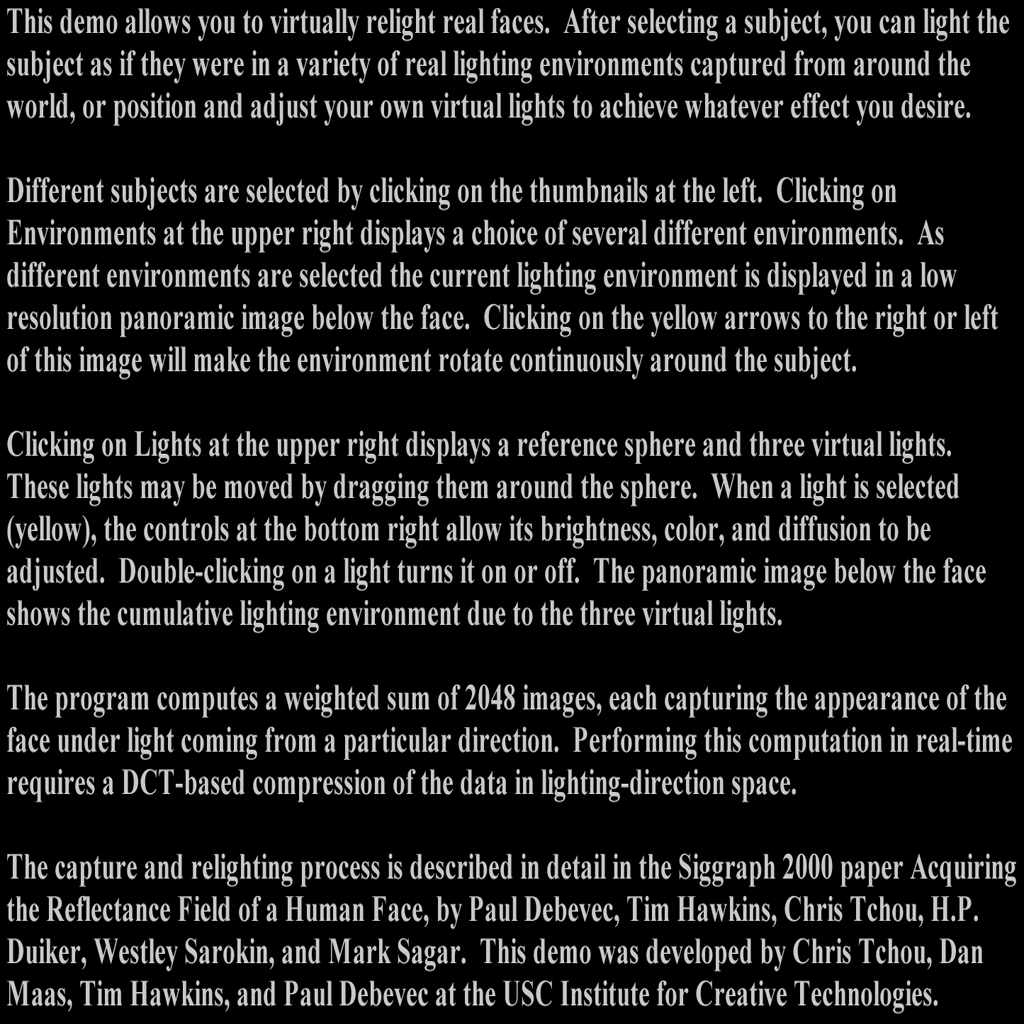 This demo allows you to virtually relight real faces.  After selecting a subject, you can light the
subject as if they were in a variety of real lighting environments captured from around the
world, or position and adjust your own virtual lights to achieve whatever effect you desire.
Different subjects are selected by clicking on the thumbnails at the left.  Clicking on
Environments at the upper right displays a choice of several different environments.  As
different environments are selected the current lighting environment is displayed in a low
resolution panoramic image below the face.  Clicking on the yellow arrows to the right or left
of this image will make the environment rotate continuously around the subject.
Clicking on Lights at the upper right displays a reference sphere and three virtual lights.
These lights may be moved by dragging them around the sphere.  When a light is selected
(yellow), the controls at the bottom right allow its brightness, color, and diffusion to be
adjusted.  Double-clicking on a light turns it on or off.  The panoramic image below the face
shows the cumulative lighting environment due to the three virtual lights.
The program computes a weighted sum of 2048 images, each capturing the appearance of the
face under light coming from a particular direction.  Performing this computation in real-time
requires a DCT-based compression of the data in lighting-direction space.
The capture and relighting process is described in detail in the Siggraph 2000 paper Acquiring
the Reflectance Field of a Human Face, by Paul Debevec, Tim Hawkins, Chris Tchou, H.P.
Duiker, Westley Sarokin, and Mark Sagar.  This demo was developed by Chris Tchou, Dan
Maas, Tim Hawkins, and Paul Debevec at the USC Institute for Creative Technologies.